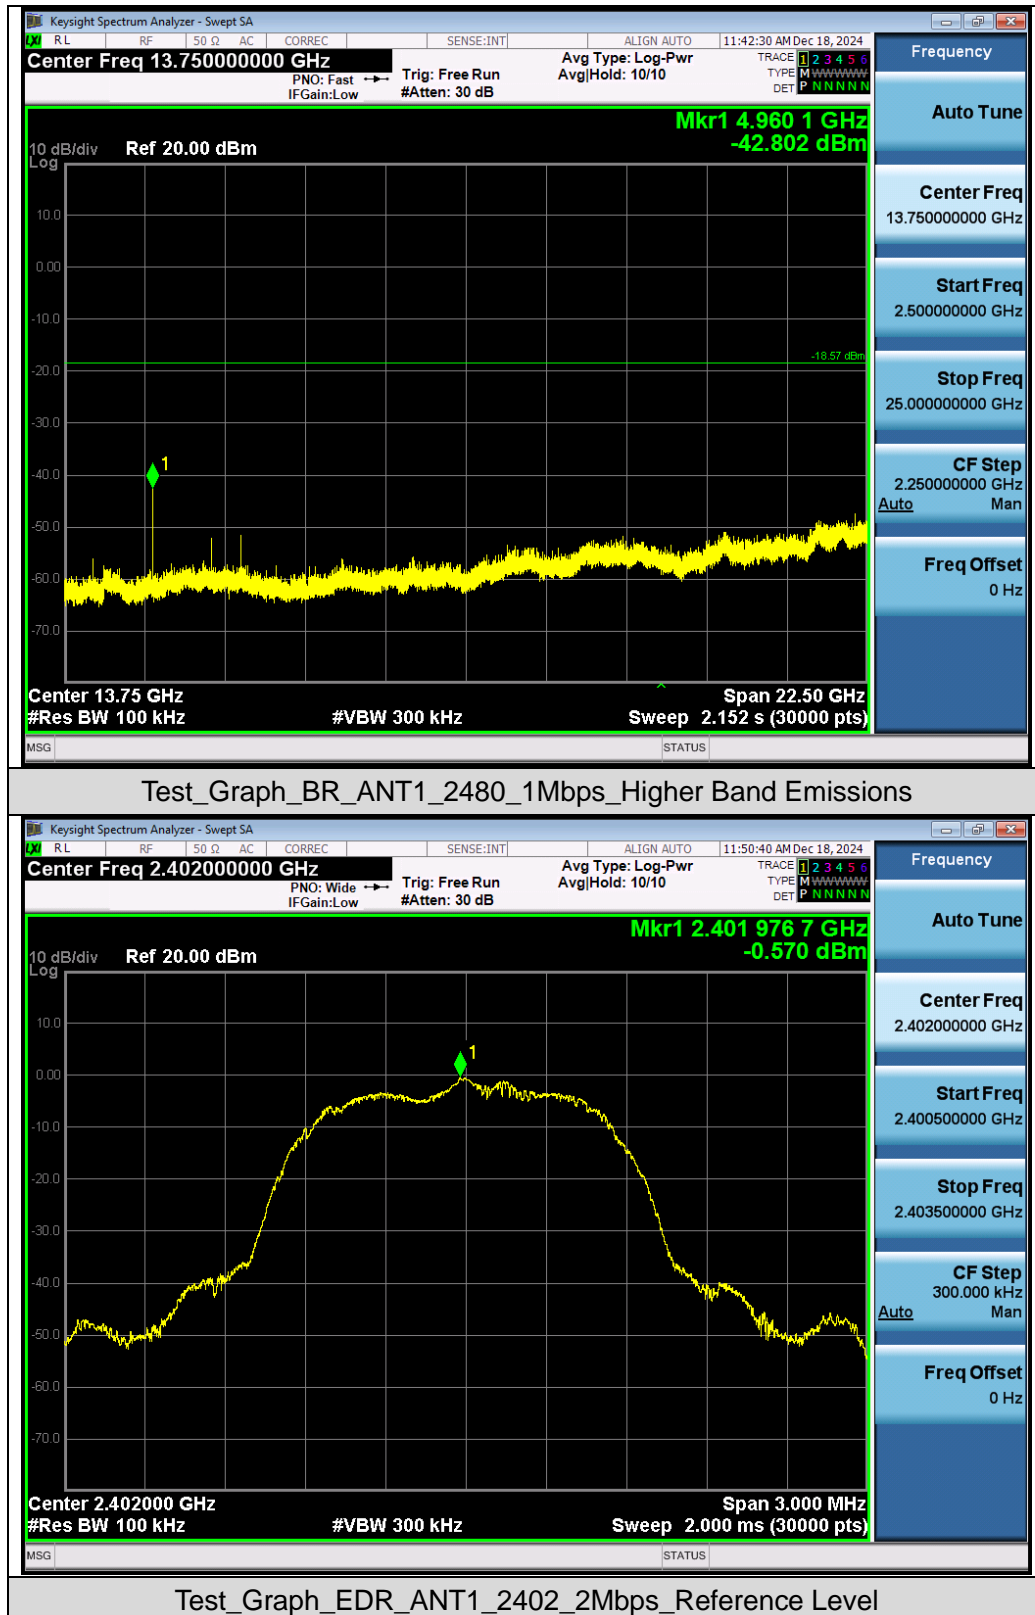 Keysight Spectrum Analyzer - Swept SA
LXI RL RF 50 Ω AC CORREC SENSE:INT ALIGN AUTO 11:42:30 AM Dec 18, 2024
Center Freq 13.750000000 GHz
PNO: Fast
IFGain:Low
Trig: Free Run
#Atten: 30 dB
Avg Type: Log-Pwr
Avg|Hold: 10/10
TRACE 1 2 3 4 5 6
TYPE M WWWWW
DET P N N N N N
Mkr1 4.960 1 GHz
-42.802 dBm
10 dB/div Ref 20.00 dBm
Log
10.0
0.00
-10.0
-18.57 dBm
-20.0
-30.0
-40.0
1
-50.0
-60.0
-70.0
Center 13.75 GHz Span 22.50 GHz
#Res BW 100 kHz #VBW 300 kHz Sweep 2.152 s (30000 pts)
MSG STATUS
Frequency
Auto Tune
Center Freq
13.750000000 GHz
Start Freq
2.500000000 GHz
Stop Freq
25.000000000 GHz
CF Step
2.250000000 GHz
Auto Man
Freq Offset
0 Hz
Test_Graph_BR_ANT1_2480_1Mbps_Higher Band Emissions
Keysight Spectrum Analyzer - Swept SA
LXI RL RF 50 Ω AC CORREC SENSE:INT ALIGN AUTO 11:50:40 AM Dec 18, 2024
Center Freq 2.402000000 GHz
PNO: Wide
IFGain:Low
Trig: Free Run
#Atten: 30 dB
Avg Type: Log-Pwr
Avg|Hold: 10/10
TRACE 1 2 3 4 5 6
TYPE M WWWWW
DET P N N N N N
Mkr1 2.401 976 7 GHz
-0.570 dBm
10 dB/div Ref 20.00 dBm
Log
10.0
1
0.00
-10.0
-20.0
-30.0
-40.0
-50.0
-60.0
-70.0
Center 2.402000 GHz Span 3.000 MHz
#Res BW 100 kHz #VBW 300 kHz Sweep 2.000 ms (30000 pts)
MSG STATUS
Frequency
Auto Tune
Center Freq
2.402000000 GHz
Start Freq
2.400500000 GHz
Stop Freq
2.403500000 GHz
CF Step
300.000 kHz
Auto Man
Freq Offset
0 Hz
Test_Graph_EDR_ANT1_2402_2Mbps_Reference Level